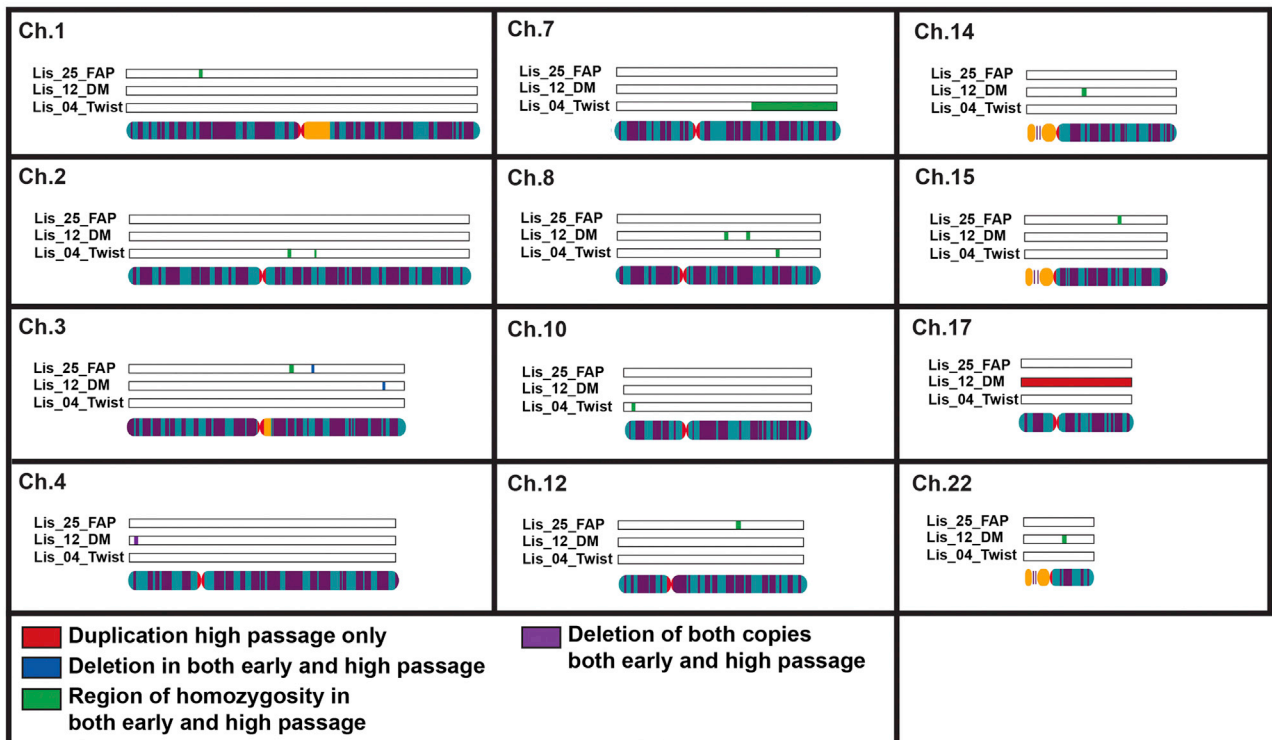 Ch.1
Lis_25_FAP
Lis_12_DM
Lis_04_Twist
Ch.2
Lis_25_FAP
Lis_12_DM
Lis_04_Twist
Ch.3
Lis_25_FAP
Lis_12_DM
Lis_04_Twist
Ch.4
Lis_25_FAP
Lis_12_DM
Lis_04_Twist
Ch.7
Lis_25_FAP
Lis_12_DM
Lis_04_Twist
Ch.8
Lis_25_FAP
Lis_12_DM
Lis_04_Twist
Ch.10
Lis_25_FAP
Lis_12_DM
Lis_04_Twist
Ch.12
Lis_25_FAP
Lis_12_DM
Lis_04_Twist
Ch.14
Lis_25_FAP
Lis_12_DM
Lis_04_Twist
Ch.15
Lis_25_FAP
Lis_12_DM
Lis_04_Twist
Ch.17
Lis_25_FAP
Lis_12_DM
Lis_04_Twist
Ch.22
Lis_25_FAP
Lis_12_DM
Lis_04_Twist
Duplication high passage only
Deletion in both early and high passage
Region of homozygosity in
both early and high passage
Deletion of both copies
both early and high passage